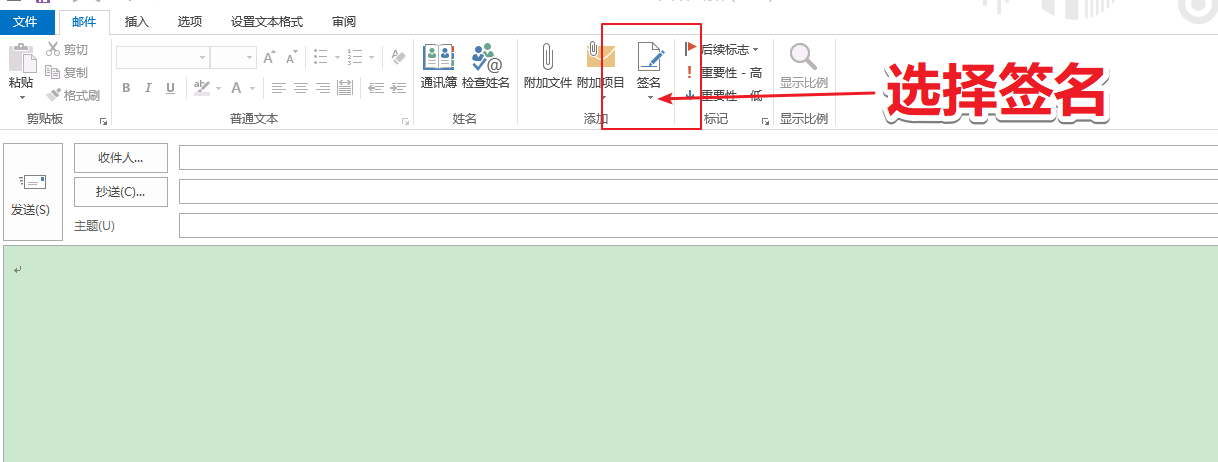 文件 邮件 插入 选项 设置文本格式 审阅
粘贴
剪切
复制
格式刷
剪贴板
B I U
普通文本
通讯簿 检查姓名
姓名
附加文件 附加项目 签名
添加
后续标志
重要性 - 高
重要性 - 低
标记
显示比例
显示比例
选择签名
发送(S)
收件人...
抄送(C)...
主题(U)